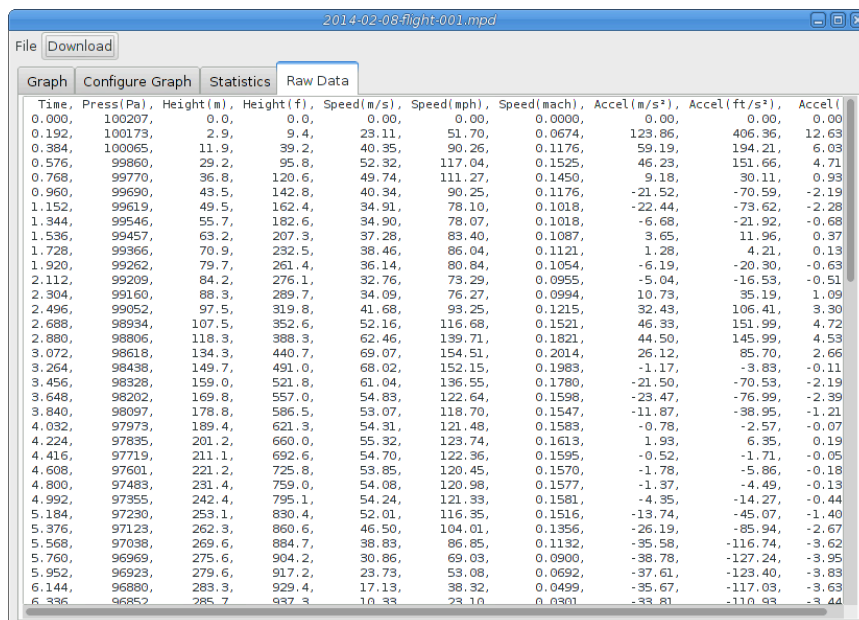 2014-02-08-flight-001.mpd
File Download
Graph Configure Graph Statistics Raw Data
Time, Press(Pa), Height(m), Height(f), Speed(m/s), Speed(mph), Speed(mach), Accel(m/s²), Accel(ft/s²), Accel(
0.000, 100207, 0.0, 0.0, 0.00, 0.00, 0.0000, 0.00, 0.00, 0.00
0.192, 100173, 2.9, 9.4, 23.11, 51.70, 0.0674, 123.86, 406.36, 12.63
0.384, 100065, 11.9, 39.2, 40.35, 90.26, 0.1176, 59.19, 194.21, 6.03
0.576, 99860, 29.2, 95.8, 52.32, 117.04, 0.1525, 46.23, 151.66, 4.71
0.768, 99770, 36.8, 120.6, 49.74, 111.27, 0.1450, 9.18, 30.11, 0.93
0.960, 99690, 43.5, 142.8, 40.34, 90.25, 0.1176, -21.52, -70.59, -2.19
1.152, 99619, 49.5, 162.4, 34.91, 78.10, 0.1018, -22.44, -73.62, -2.28
1.344, 99546, 55.7, 182.6, 34.90, 78.07, 0.1018, -6.68, -21.92, -0.68
1.536, 99457, 63.2, 207.3, 37.28, 83.40, 0.1087, 3.65, 11.96, 0.37
1.728, 99366, 70.9, 232.5, 38.46, 86.04, 0.1121, 1.28, 4.21, 0.13
1.920, 99262, 79.7, 261.4, 36.14, 80.84, 0.1054, -6.19, -20.30, -0.63
2.112, 99209, 84.2, 276.1, 32.76, 73.29, 0.0955, -5.04, -16.53, -0.51
2.304, 99160, 88.3, 289.7, 34.09, 76.27, 0.0994, 10.73, 35.19, 1.09
2.496, 99052, 97.5, 319.8, 41.68, 93.25, 0.1215, 32.43, 106.41, 3.30
2.688, 98934, 107.5, 352.6, 52.16, 116.68, 0.1521, 46.33, 151.99, 4.72
2.880, 98806, 118.3, 388.3, 62.46, 139.71, 0.1821, 44.50, 145.99, 4.53
3.072, 98618, 134.3, 440.7, 69.07, 154.51, 0.2014, 26.12, 85.70, 2.66
3.264, 98438, 149.7, 491.0, 68.02, 152.15, 0.1983, -1.17, -3.83, -0.11
3.456, 98328, 159.0, 521.8, 61.04, 136.55, 0.1780, -21.50, -70.53, -2.19
3.648, 98202, 169.8, 557.0, 54.83, 122.64, 0.1598, -23.47, -76.99, -2.39
3.840, 98097, 178.8, 586.5, 53.07, 118.70, 0.1547, -11.87, -38.95, -1.21
4.032, 97973, 189.4, 621.3, 54.31, 121.48, 0.1583, -0.78, -2.57, -0.07
4.224, 97835, 201.2, 660.0, 55.32, 123.74, 0.1613, 1.93, 6.35, 0.19
4.416, 97719, 211.1, 692.6, 54.70, 122.36, 0.1595, -0.52, -1.71, -0.05
4.608, 97601, 221.2, 725.8, 53.85, 120.45, 0.1570, -1.78, -5.86, -0.18
4.800, 97483, 231.4, 759.0, 54.08, 120.98, 0.1577, -1.37, -4.49, -0.13
4.992, 97355, 242.4, 795.1, 54.24, 121.33, 0.1581, -4.35, -14.27, -0.44
5.184, 97230, 253.1, 830.4, 52.01, 116.35, 0.1516, -13.74, -45.07, -1.40
5.376, 97123, 262.3, 860.6, 46.50, 104.01, 0.1356, -26.19, -85.94, -2.67
5.568, 97038, 269.6, 884.7, 38.83, 86.85, 0.1132, -35.58, -116.74, -3.62
5.760, 96969, 275.6, 904.2, 30.86, 69.03, 0.0900, -38.78, -127.24, -3.95
5.952, 96923, 279.6, 917.2, 23.73, 53.08, 0.0692, -37.61, -123.40, -3.83
6.144, 96880, 283.3, 929.4, 17.13, 38.32, 0.0499, -35.67, -117.03, -3.63
6.336, 96852, 285.7, 937.3, 10.33, 23.10, 0.0301, -33.81, -110.93, -3.44